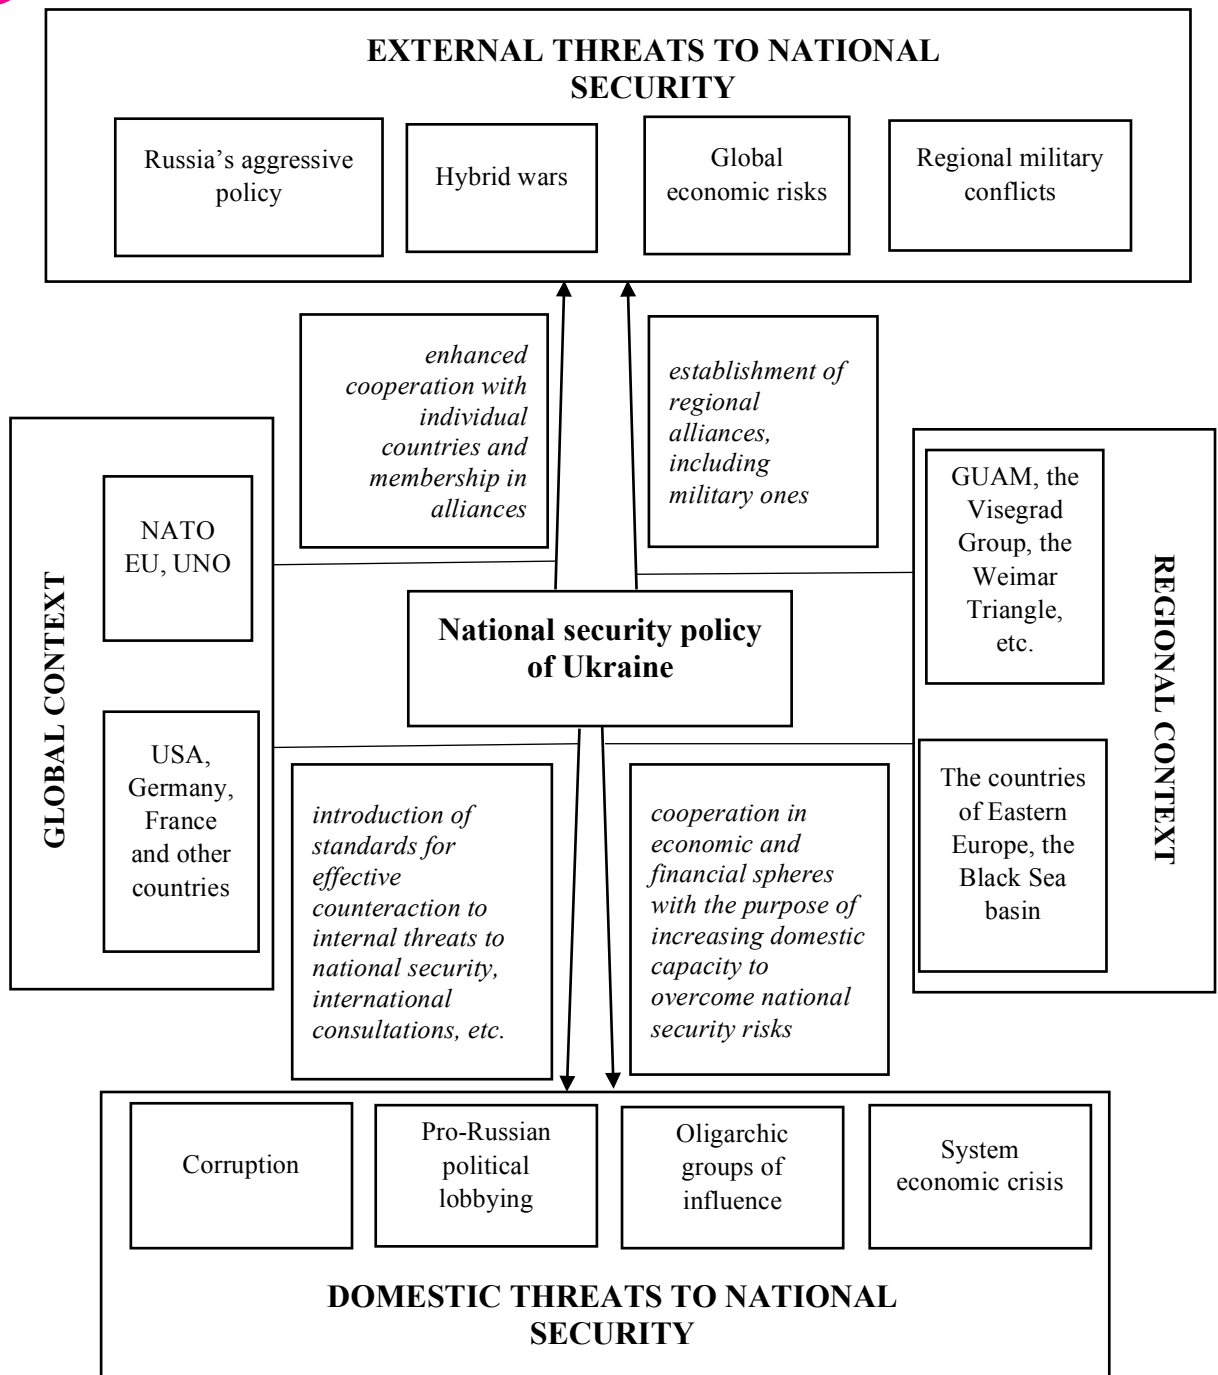 EXTERNAL THREATS TO NATIONAL
SECURITY
Russia's aggressive
policy
Hybrid wars
Global
economic risks
Regional military
conflicts
enhanced
cooperation with
individual
countries and
membership in
alliances
establishment of
regional
alliances,
including
military ones
GLOBAL CONTEXT
NATO
EU, UNO
USA,
Germany,
France
and other
countries
National security policy
of Ukraine
GUAM, the
Visegrad
Group, the
Weimar
Triangle,
etc.
The countries
of Eastern
Europe, the
Black Sea
basin
REGIONAL CONTEXT
introduction of
standards for
effective
counteraction to
internal threats to
national security,
international
consultations, etc.
cooperation in
economic and
financial spheres
with the purpose of
increasing domestic
capacity to
overcome national
security risks
Corruption
Pro-Russian
political
lobbying
Oligarchic
groups of
influence
System
economic crisis
DOMESTIC THREATS TO NATIONAL
SECURITY